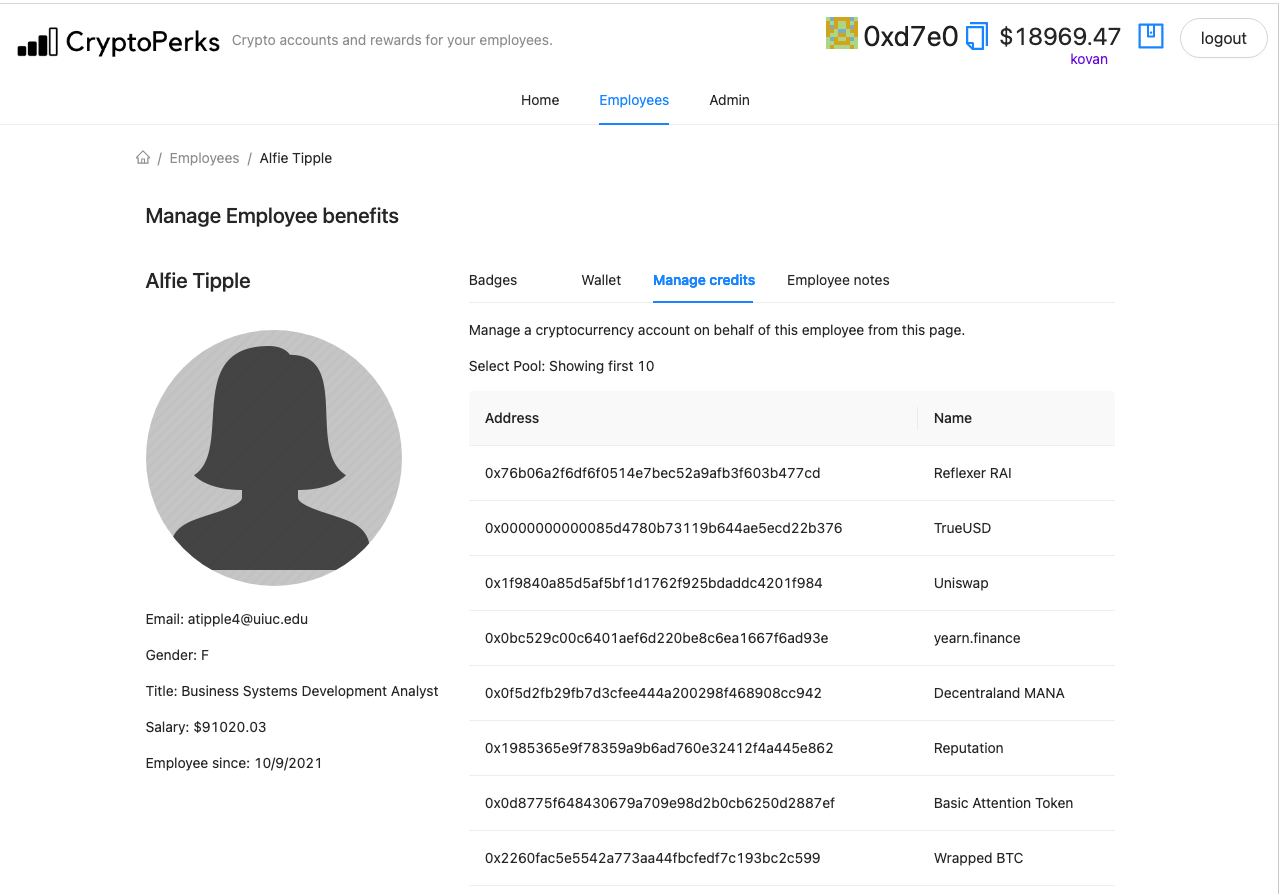 CryptoPerks Crypto accounts and rewards for your employees. 0xd7e0 $18969.47 logout
kovan
Home Employees Admin
/ Employees / Alfie Tipple
Manage Employee benefits
Alfie Tipple
Email: atipple4@uiuc.edu
Gender: F
Title: Business Systems Development Analyst
Salary: $91020.03
Employee since: 10/9/2021
Badges Wallet Manage credits Employee notes
Manage a cryptocurrency account on behalf of this employee from this page.
Select Pool: Showing first 10
Address Name
0x76b06a2f6df6f0514e7bec52a9afb3f603b477cd Reflexer RAI
0x0000000000085d4780b73119b644ae5ecd22b376 TrueUSD
0x1f9840a85d5af5bf1d1762f925bdaddc4201f984 Uniswap
0x0bc529c00c6401aef6d220be8c6ea1667f6ad93e yearn.finance
0x0f5d2fb29fb7d3cfee444a200298f468908cc942 Decentraland MANA
0x1985365e9f78359a9b6ad760e32412f4a445e862 Reputation
0x0d8775f648430679a709e98d2b0cb6250d2887ef Basic Attention Token
0x2260fac5e5542a773aa44fbcfedf7c193bc2c599 Wrapped BTC